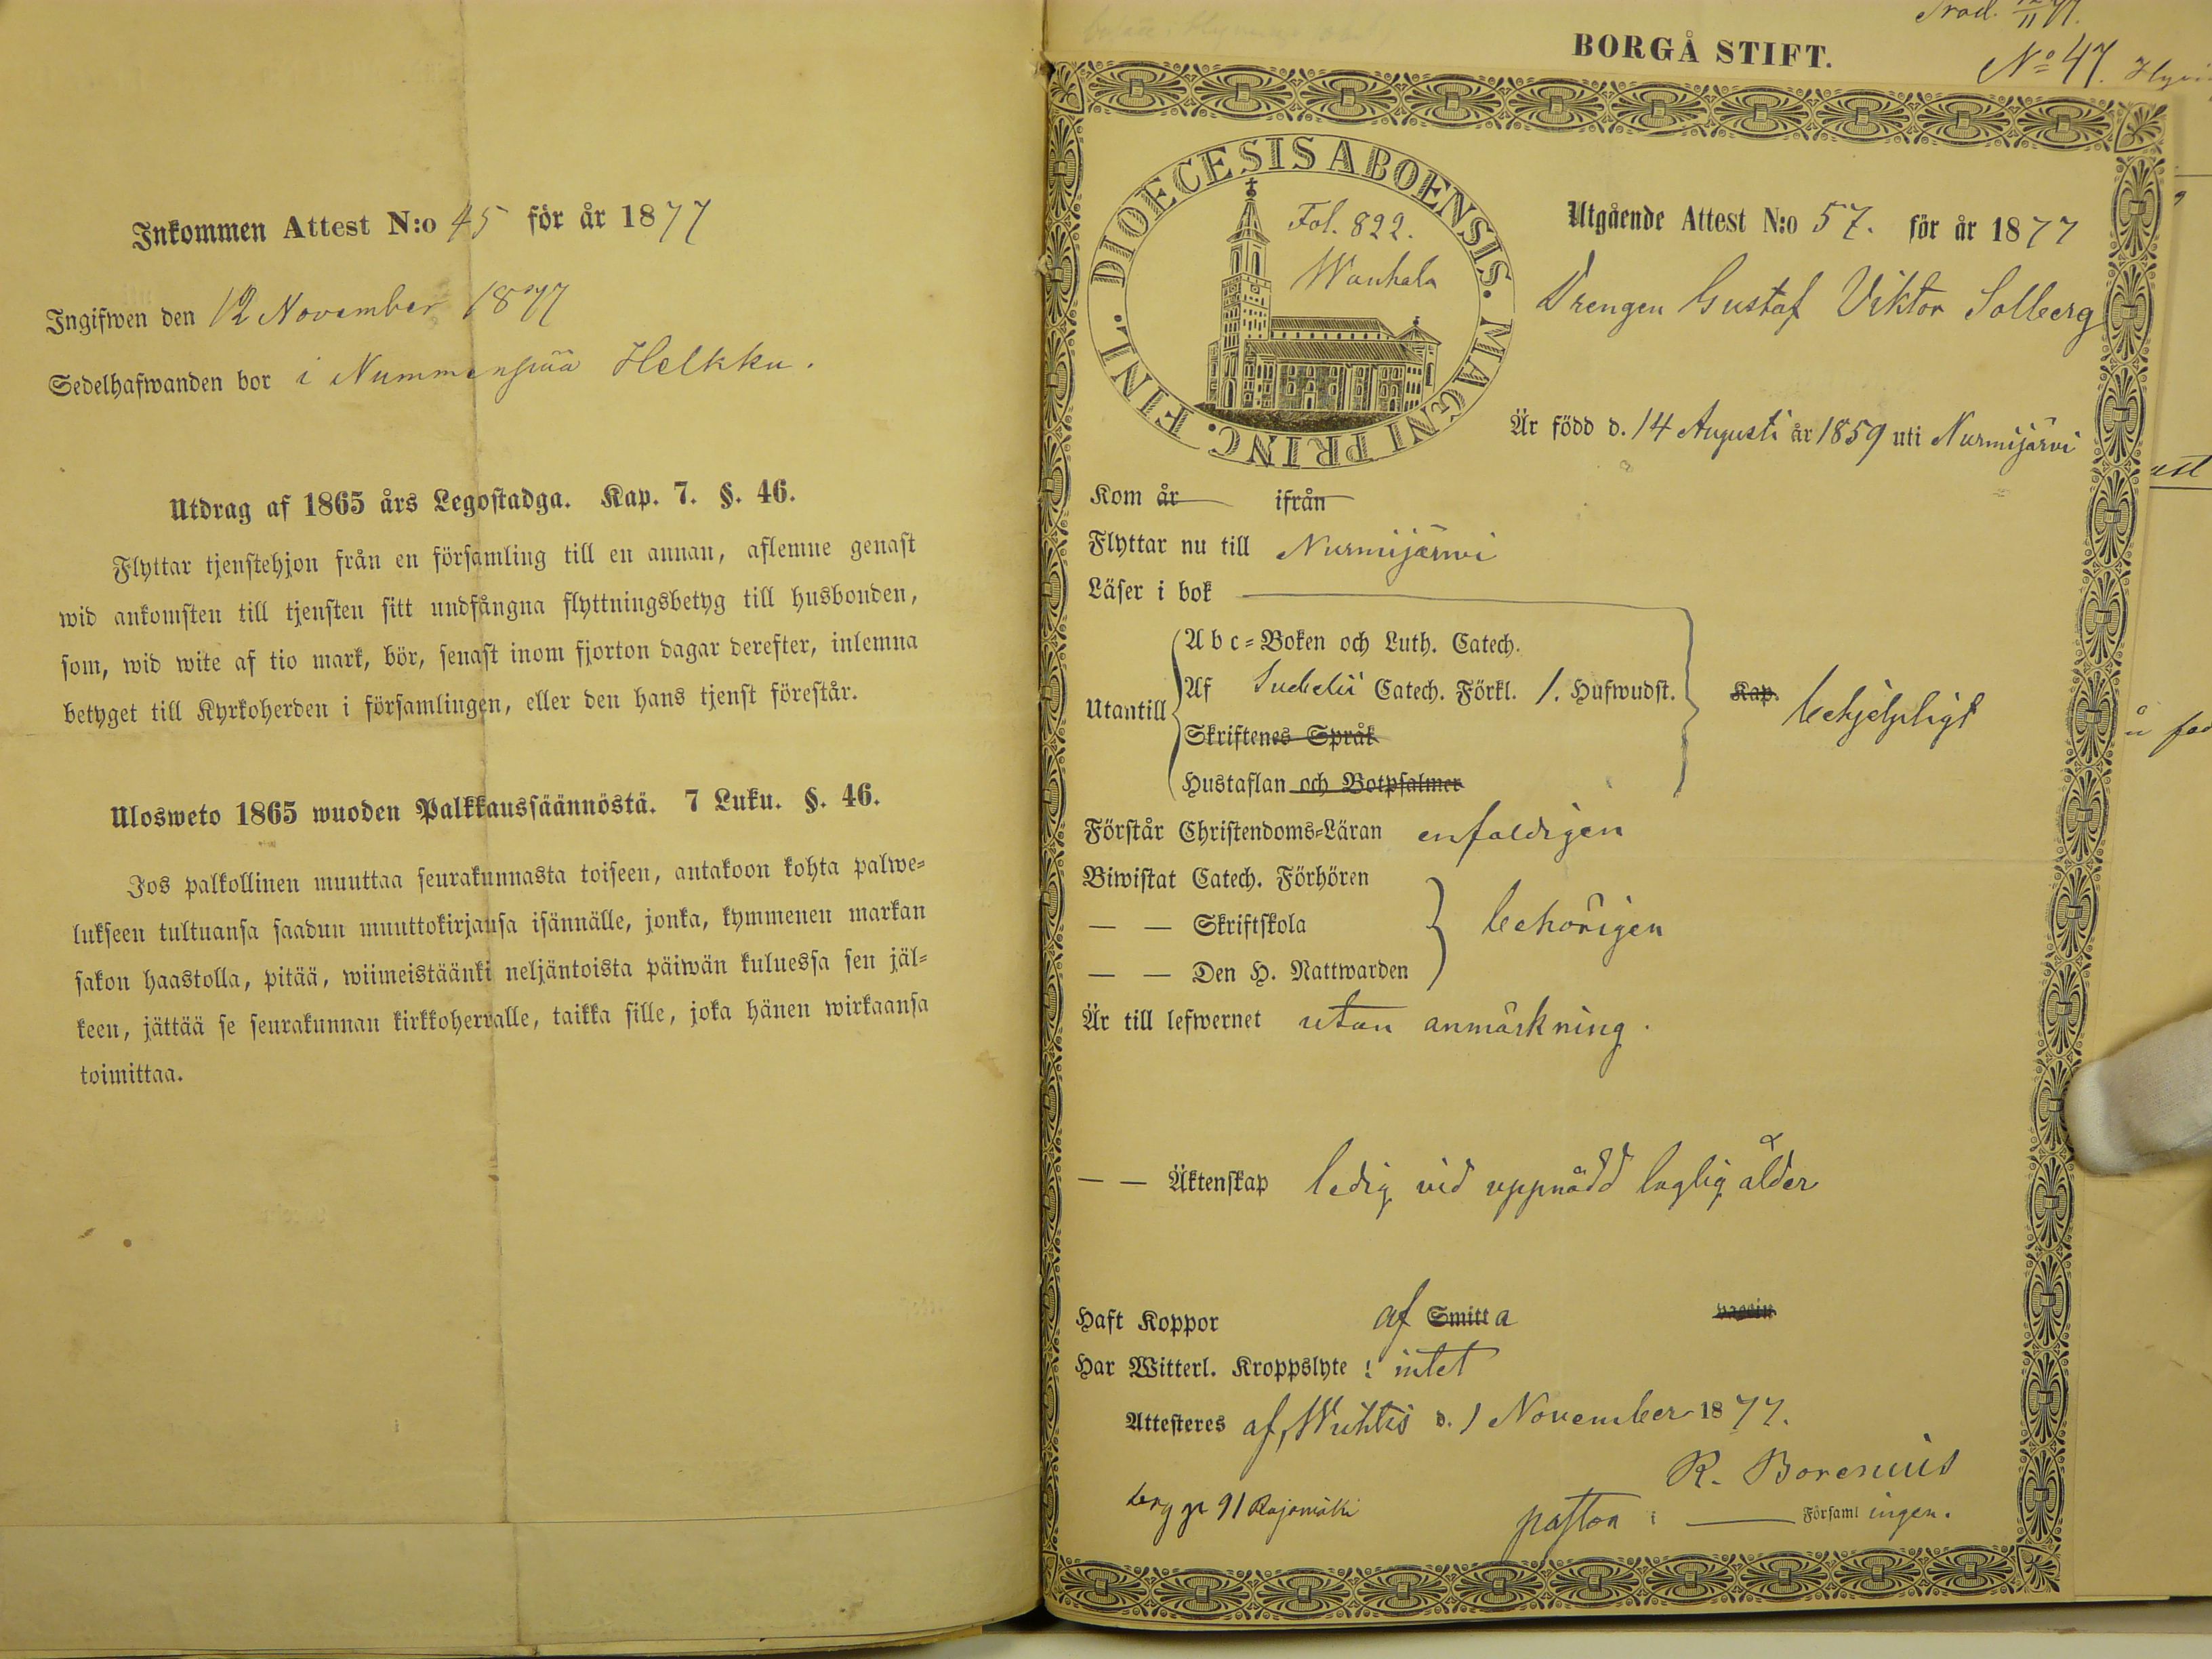 Inkommen Attest N:o 45 för år 1877
Ingifwen den 12 November 1877
Sedelhafwanden bor i Nummenpää Helkku.
Utdrag af 1865 års Legostadga. Kap. 7. §. 46.
Flyttar tjenstehjon från en församling till en annan, aflemne genast
wid ankomsten till tjensten sitt undfångna flyttningsbetyg till husbonden,
som, wid wite af tio mark, bör, senast inom fjorton dagar derefter, inlemna
betyget till Kyrkoherden i församlingen, eller den hans tjenst förestår.
Ulosweto 1865 wuoden Palkkaussäännöstä. 7 Luku. §. 46.
Jos palkollinen muuttaa seurakunnasta toiseen, antakoon kohta palwe-
lukseen tultuansa saadun muuttokirjansa isännälle, jonka, kymmenen markan
sakon haastolla, pitää, wiimeistäänki neljäntoista päiwän kuluessa sen jäl-
keen, jättää se seurakunnan kirkkoherralle, taikka sille, joka hänen wirkaansa
toimittaa.
BORGÅ STIFT.
No 47.
DIOECESIS ABOENSIS. MAGNI PRINC. FINL.
Fol. 822.
Wanhala
Utgående Attest N:o 57. för år 1877
Drengen Gustaf Viktor Solberg
Är född d. 14 Augusti år 1859 uti Nurmijärvi
Kom år ifrån
Flyttar nu till Nurmijärwi
Läser i bok
Utantill
A b c-Boken och Luth. Catech.
Af Catech. Förkl. 1. Hufwudst. Kap. behjelpligt
Skriftenes Språk
Hustaflan och Botpsalmer
Förstår Christendoms-Läran enfaldigen
Biwistat Catech. Förhören
— — Skriftskola behörigen
— — Den H. Nattwarden
Är till lefwernet utan anmärkning.
— — Äktenskap ledig vid uppnådd laglig ålder
Haft Koppor af Smitta
Har Witterl. Kroppslyte : intet
Attesteres af Wichtis d. 1 November 1877.
R. Borenius
pastor i Församlingen.
91 Rajamäki